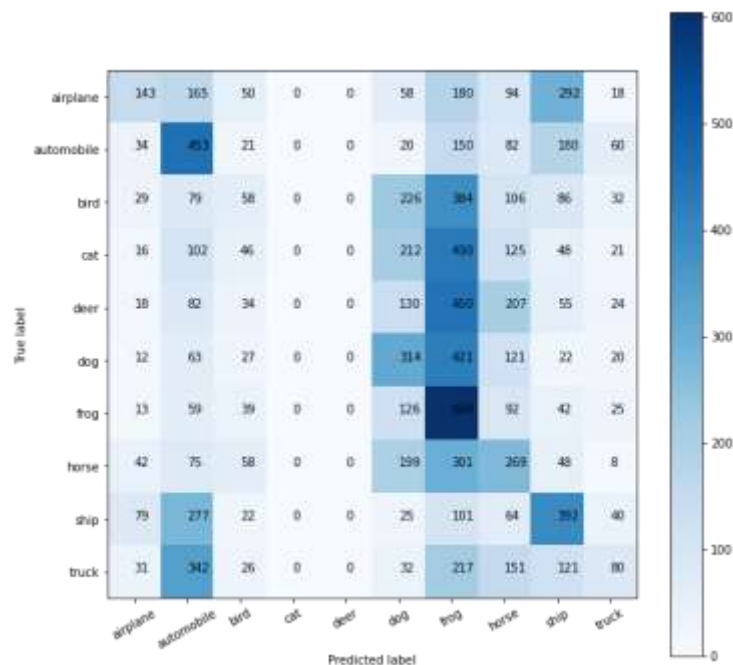 600
airplane 143 165 50 0 0 58 180 94 292 18
500
automobile 34 453 21 0 0 20 150 82 180 60
bird 29 79 58 0 0 226 384 106 86 32
400
cat 16 102 46 0 0 212 430 125 48 21
deer 18 82 34 0 0 130 450 207 55 24
300
dog 12 63 27 0 0 314 421 121 22 20
frog 13 59 39 0 0 126 92 42 25
200
horse 42 75 58 0 0 199 301 269 48 8
ship 79 277 22 0 0 25 101 64 392 40
100
truck 31 342 26 0 0 32 217 151 121 80
0
airplane automobile bird cat deer dog frog horse ship truck
True label
Predicted label